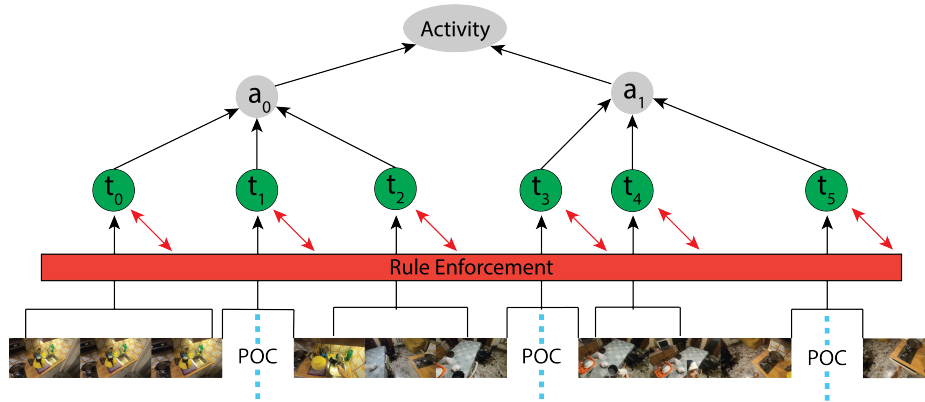 Activity
a0 a1
t0 t1 t2 t3 t4 t5
Rule Enforcement
POC POC POC